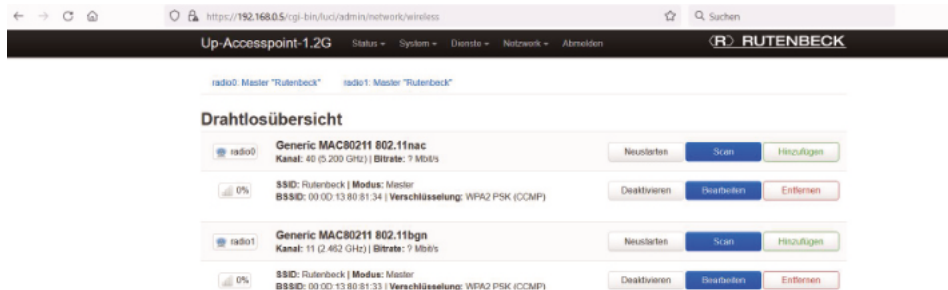 https://192.168.0.5/cgi-bin/luci/admin/network/wireless
Suchen
Up-Accesspoint-1.2G Status System Dienste Netzwerk Abmelden (R) RUTENBECK
radio0: Master "Rutenbeck" radio1: Master "Rutenbeck"
Drahtlosübersicht
radio0 Generic MAC80211 802.11nac Neustarten Scan Hinzufügen
Kanal: 40 (5.200 GHz) | Bitrate: ? Mbit/s
0% SSID: Rutenbeck | Modus: Master Deaktivieren Bearbeiten Entfernen
BSSID: 00:0D:13:80:81:34 | Verschlüsselung: WPA2 PSK (CCMP)
radio1 Generic MAC80211 802.11bgn Neustarten Scan Hinzufügen
Kanal: 11 (2.462 GHz) | Bitrate: ? Mbit/s
0% SSID: Rutenbeck | Modus: Master Deaktivieren Bearbeiten Entfernen
BSSID: 00:0D:13:80:81:33 | Verschlüsselung: WPA2 PSK (CCMP)